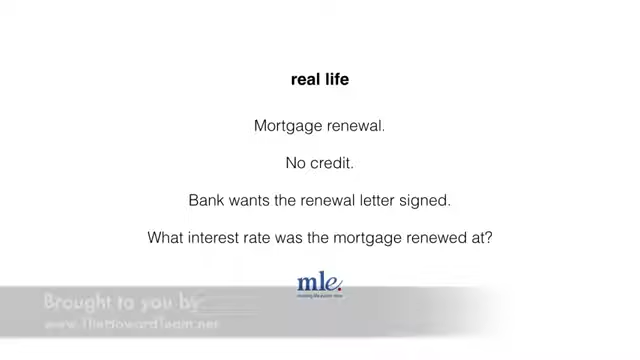 real life
Mortgage renewal.
No credit.
Bank wants the renewal letter signed.
What interest rate was the mortgage renewed at?
mle.
Brought to you by
www.TheHowardTeam.net